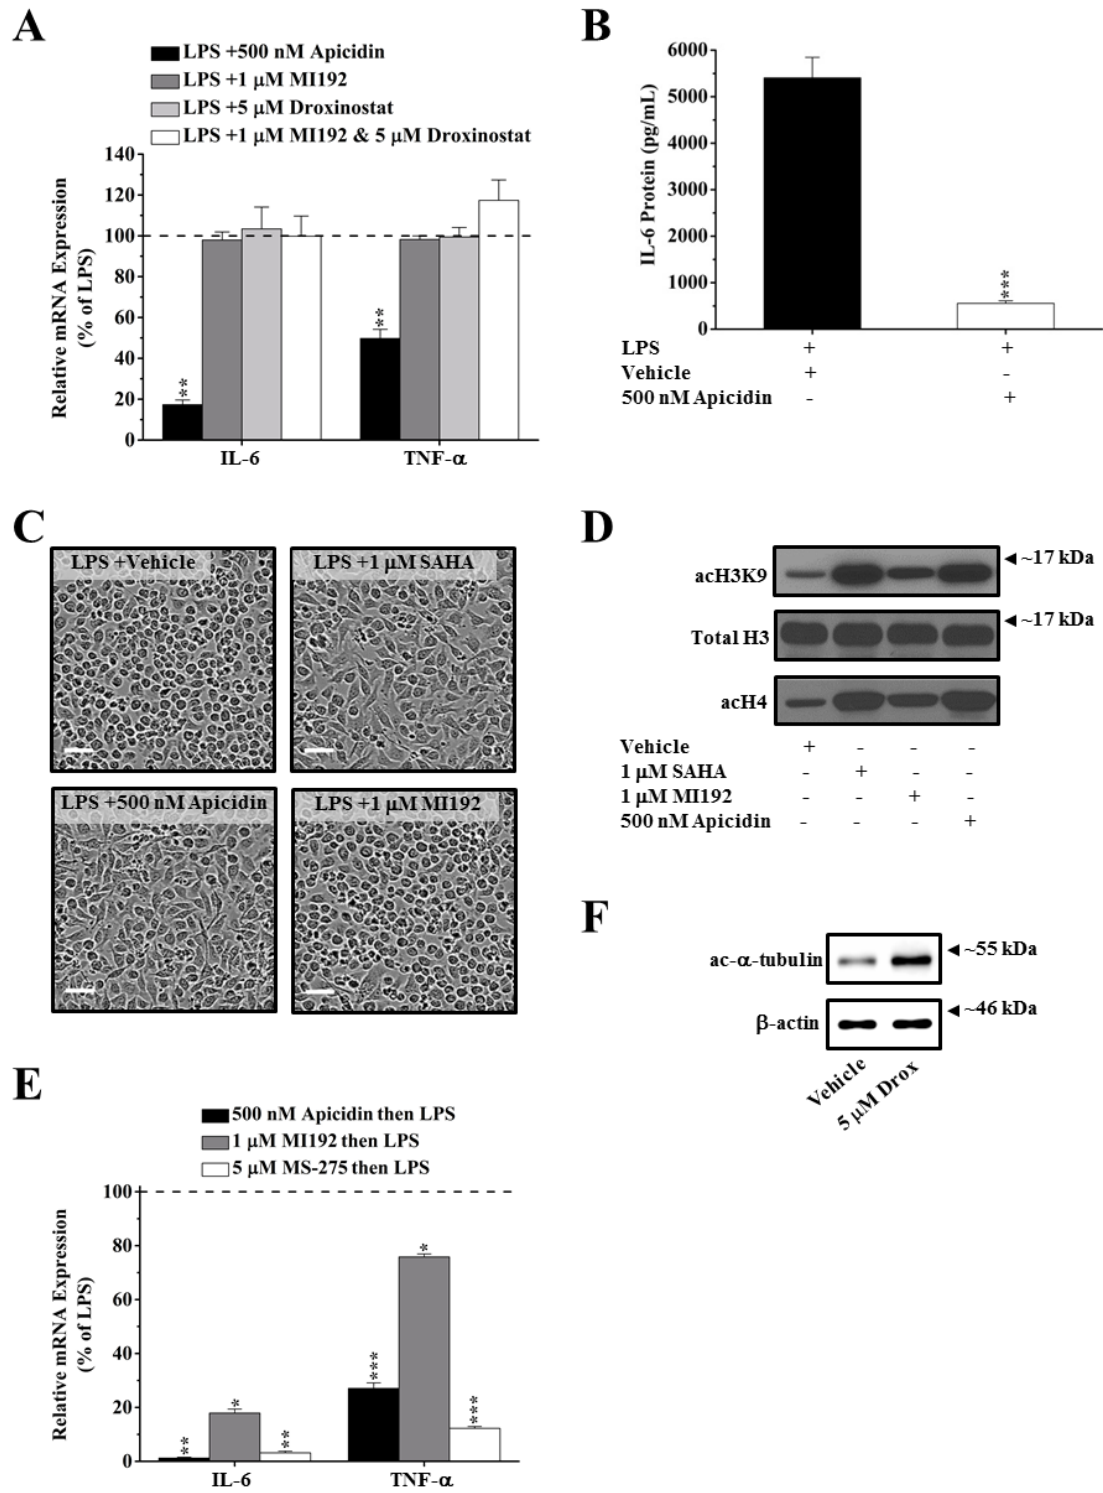 A
LPS +500 nM Apicidin
LPS +1 μM MI192
LPS +5 μM Droxinostat
LPS +1 μM MI192 & 5 μM Droxinostat
Relative mRNA Expression
(% of LPS)
140
120
100
80
60
40
20
0
**
**
IL-6
TNF-α
B
IL-6 Protein (pg/mL)
6000
5000
4000
3000
2000
1000
0
***
LPS + +
Vehicle + -
500 nM Apicidin - +
C
LPS +Vehicle
LPS +1 μM SAHA
LPS +500 nM Apicidin
LPS +1 μM MI192
D
acH3K9
~17 kDa
Total H3
~17 kDa
acH4
Vehicle + - - -
1 μM SAHA - + - -
1 μM MI192 - - + -
500 nM Apicidin - - - +
E
500 nM Apicidin then LPS
1 μM MI192 then LPS
5 μM MS-275 then LPS
Relative mRNA Expression
(% of LPS)
100
80
60
40
20
0
**
*
**
***
*
***
IL-6
TNF-α
F
ac-α-tubulin
~55 kDa
β-actin
~46 kDa
Vehicle
5 μM Drox